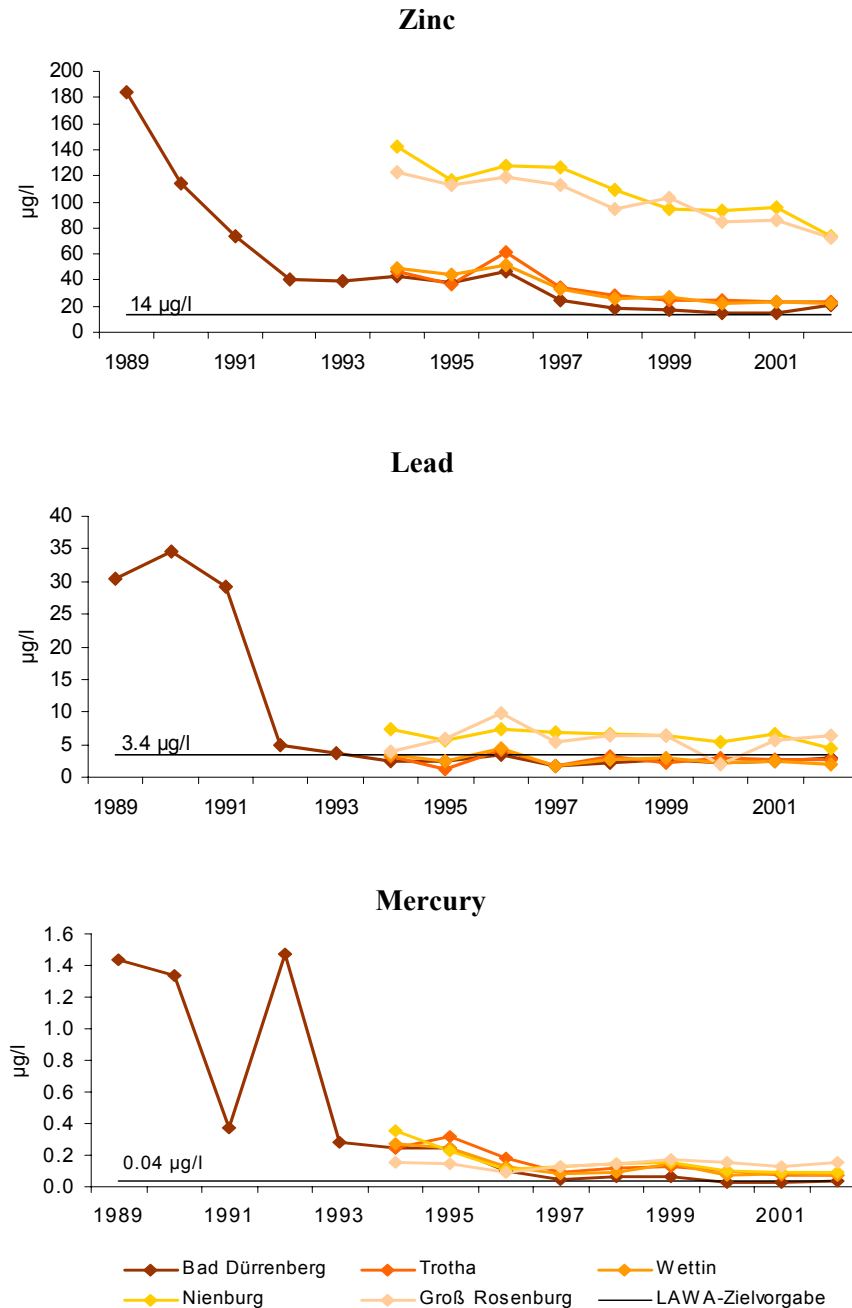 Zinc
µg/l
200
180
160
140
120
100
80
60
40
20
0
14 µg/l
1989 1991 1993 1995 1997 1999 2001
Lead
µg/l
40
35
30
25
20
15
10
5
0
3.4 µg/l
1989 1991 1993 1995 1997 1999 2001
Mercury
µg/l
1.6
1.4
1.2
1.0
0.8
0.6
0.4
0.2
0.0
0.04 µg/l
1989 1991 1993 1995 1997 1999 2001
Bad Dürrenberg Trotha Wettin
Nienburg Groß Rosenburg LAWA-Zielvorgabe